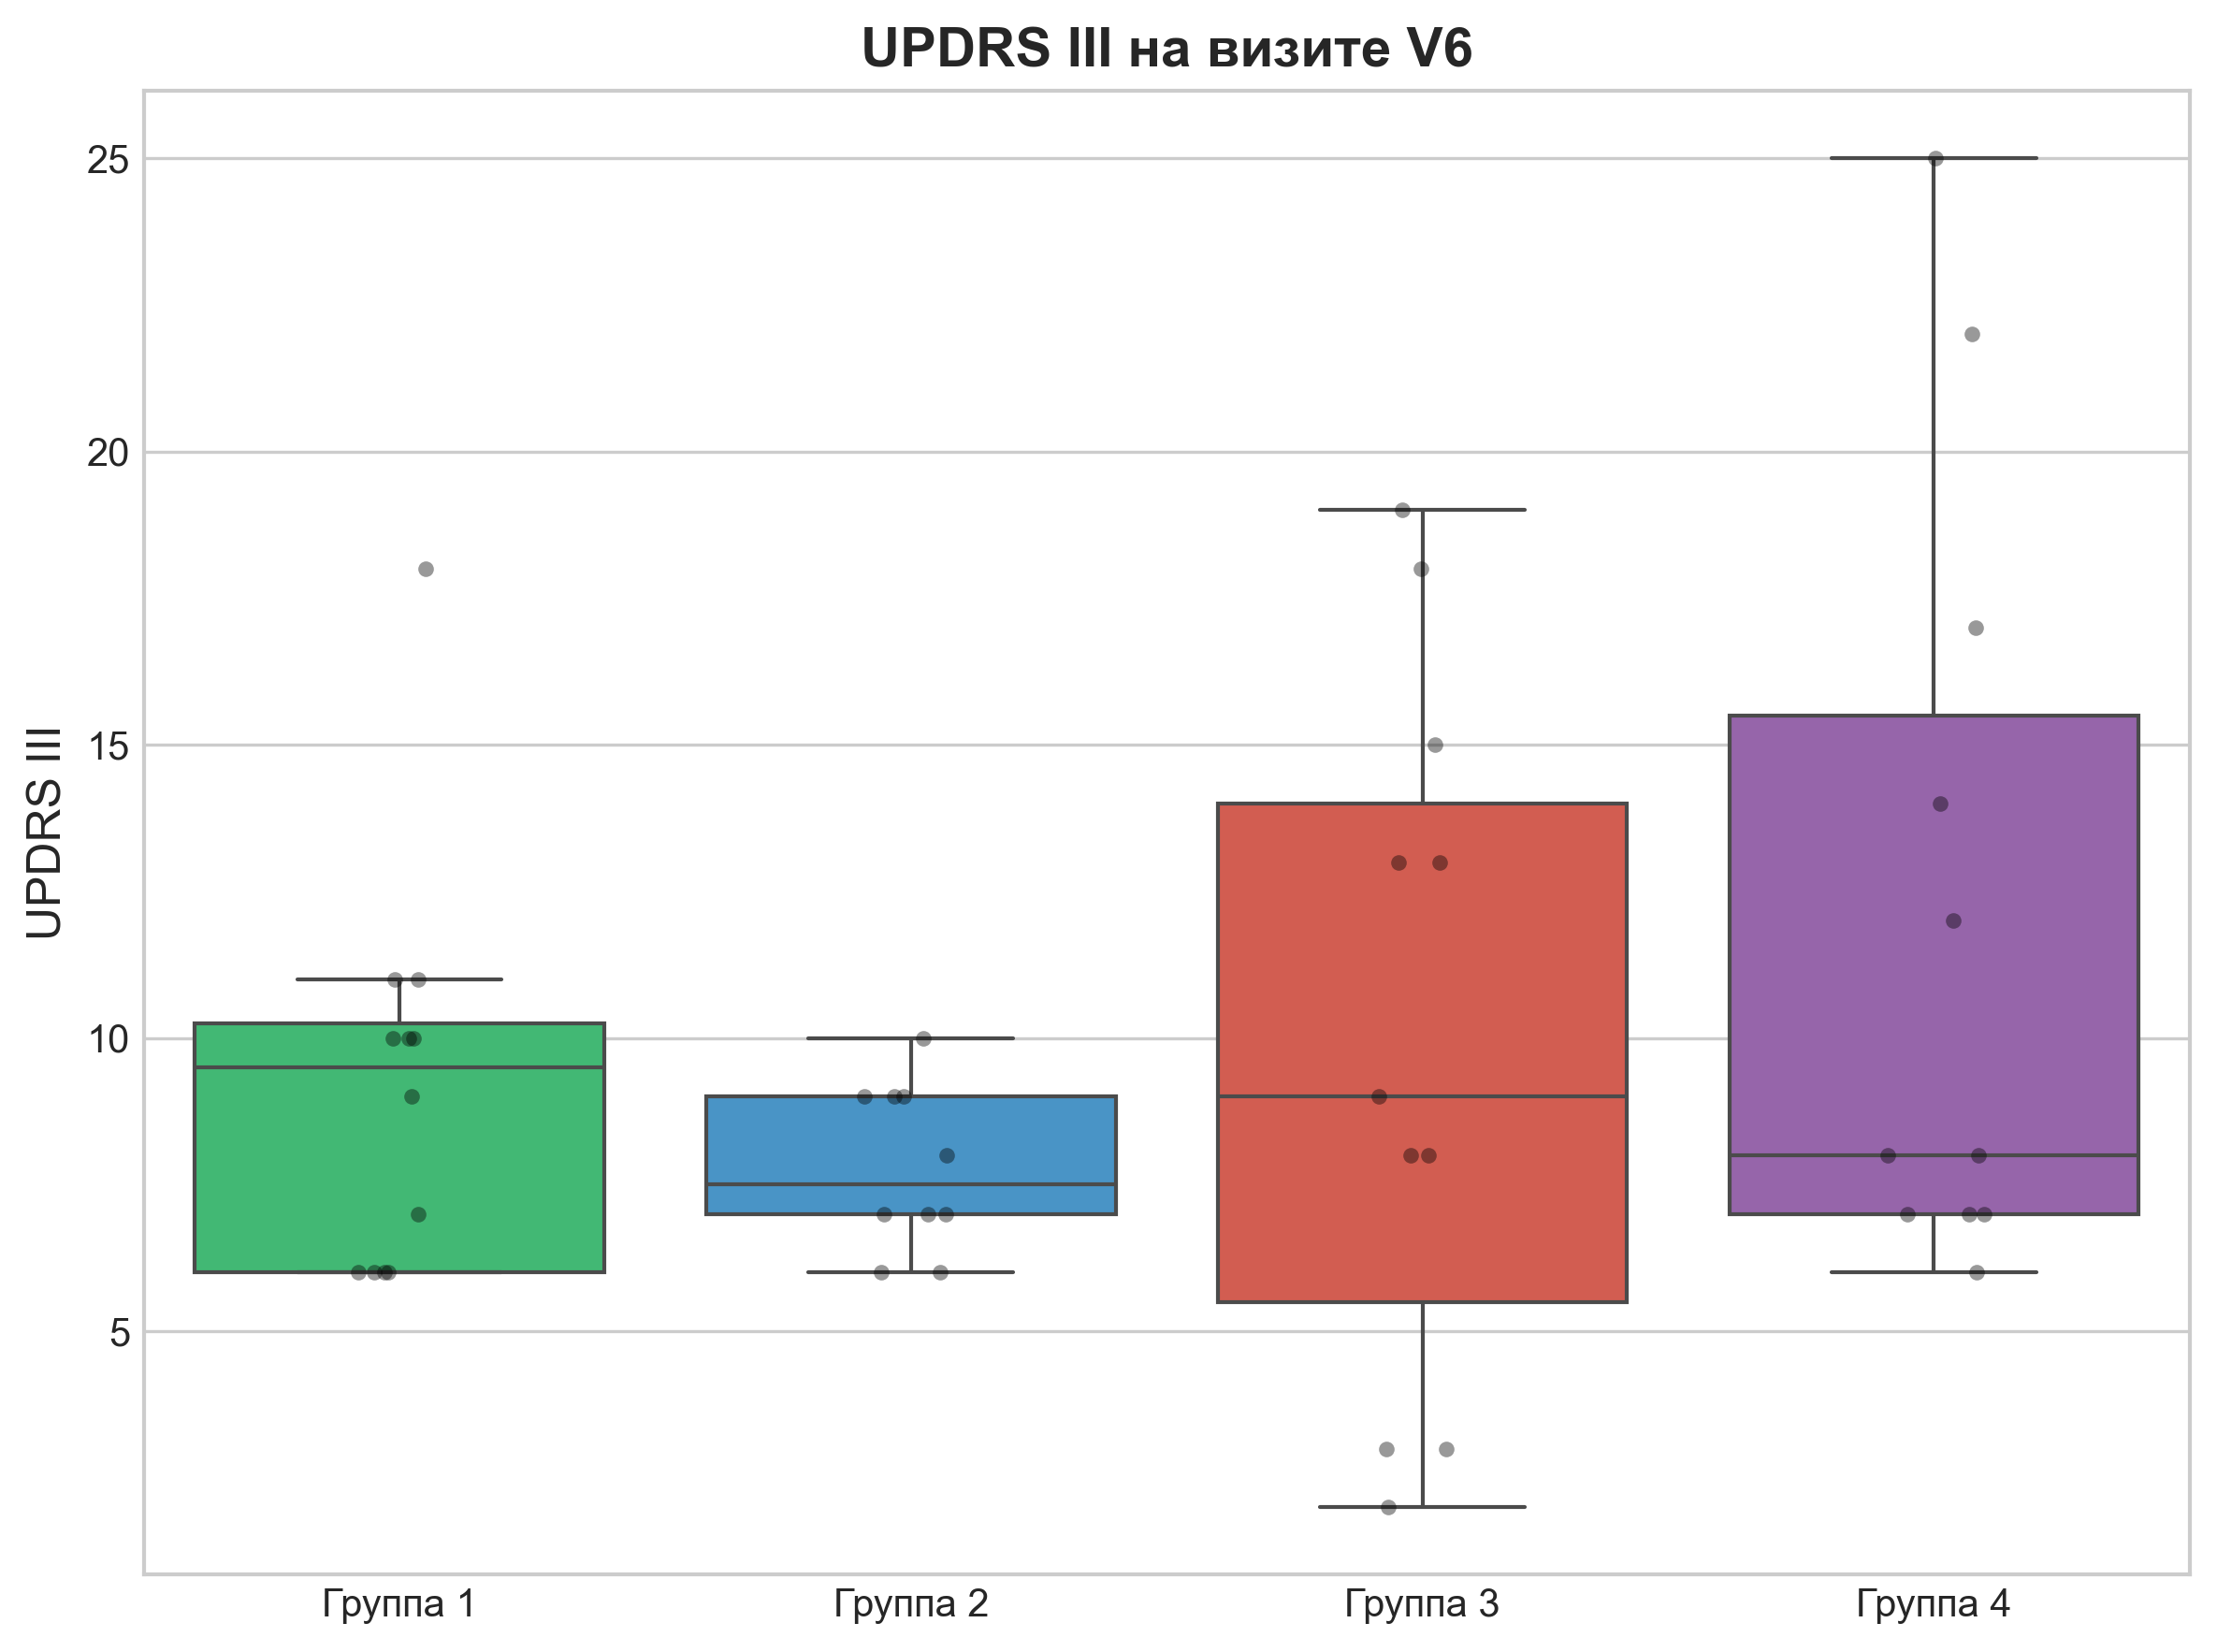 UPDRS III на визите V6
UPDRS III
25
20
15
10
5
Группа 1
Группа 2
Группа 3
Группа 4